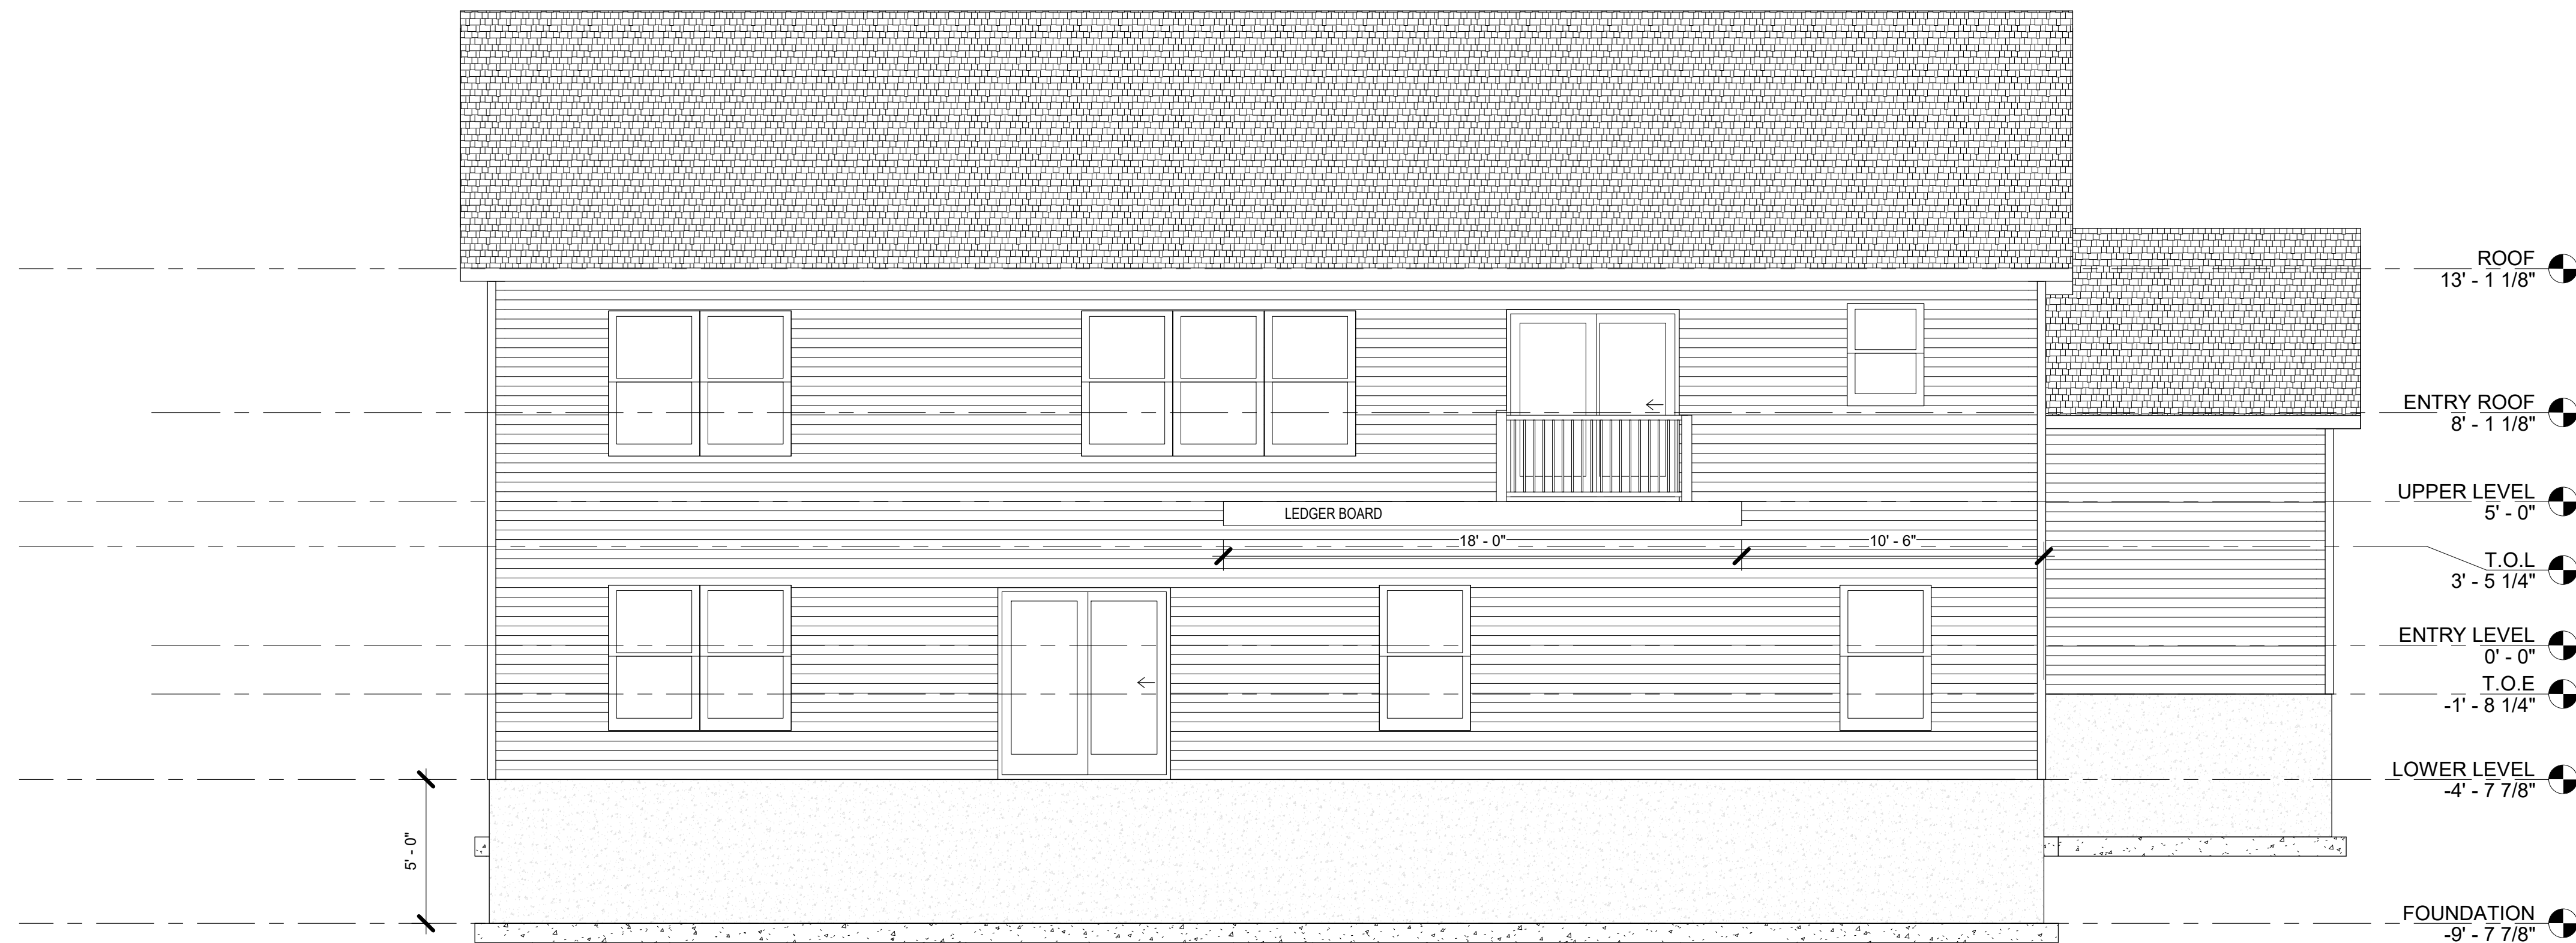 ROOF
13' - 1 1/8"
ENTRY ROOF
8' - 1 1/8"
UPPER LEVEL
5' - 0"
LEDGER BOARD
18' - 0"
10' - 6"
T.O.L
3' - 5 1/4"
ENTRY LEVEL
0' - 0"
T.O.E
-1' - 8 1/4"
LOWER LEVEL
-4' - 7 7/8"
5' - 0"
FOUNDATION
-9' - 7 7/8"